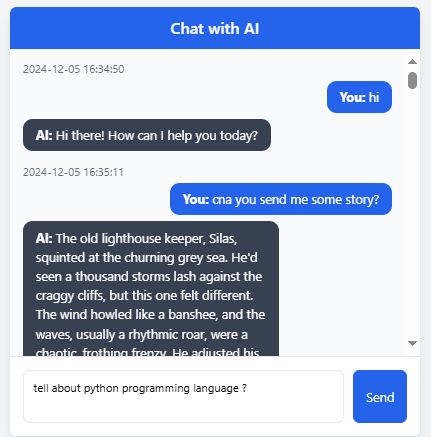 Chat with AI
2024-12-05 16:34:50
You: hi
AI: Hi there! How can I help you today?
2024-12-05 16:35:11
You: cna you send me some story?
AI: The old lighthouse keeper, Silas,
squinted at the churning grey sea. He'd
seen a thousand storms lash against the
craggy cliffs, but this one felt different.
The wind howled like a banshee, and the
waves, usually a rhythmic roar, were a
chaotic, frothing frenzy. He adjusted his
tell about python programming language ?
Send